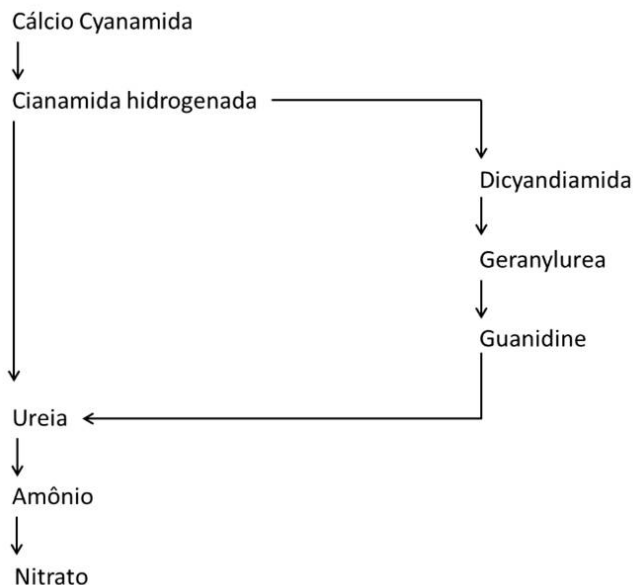 Cálcio Cyanamida
Cianamida hidrogenada
Dicyandiamida
Geranylurea
Guanidine
Ureia
Amônio
Nitrato